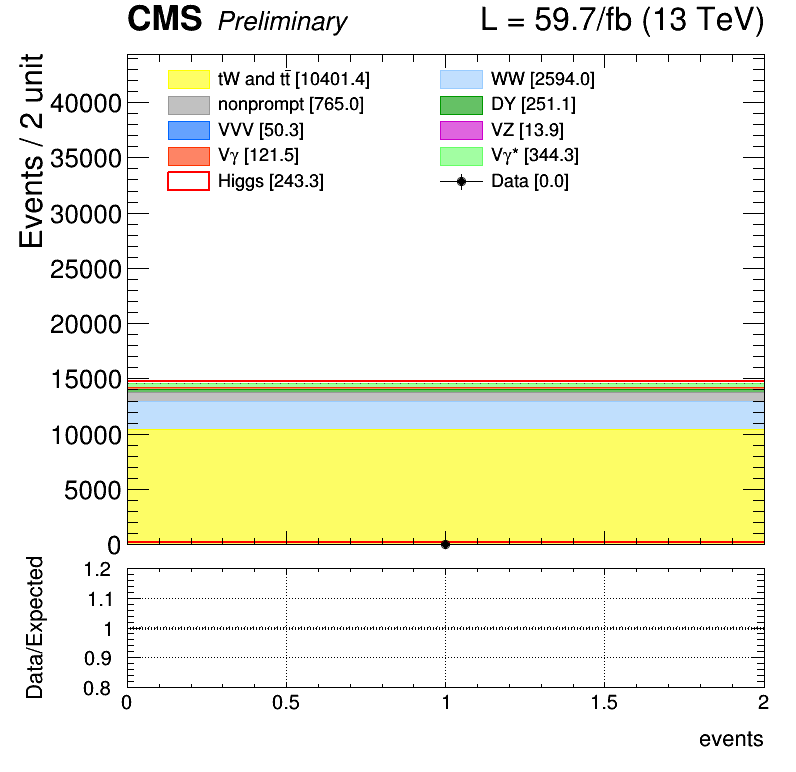 CMS Preliminary L = 59.7/fb (13 TeV)
Events / 2 unit
tW and tt̄ [10401.4] WW [2594.0]
nonprompt [765.0] DY [251.1]
VVV [50.3] VZ [13.9]
Vγ [121.5] Vγ* [344.3]
Higgs [243.3] Data [0.0]
40000
35000
30000
25000
20000
15000
10000
5000
0
Data/Expected
1.2
1.1
1
0.9
0.8
0 0.5 1 1.5 2
events